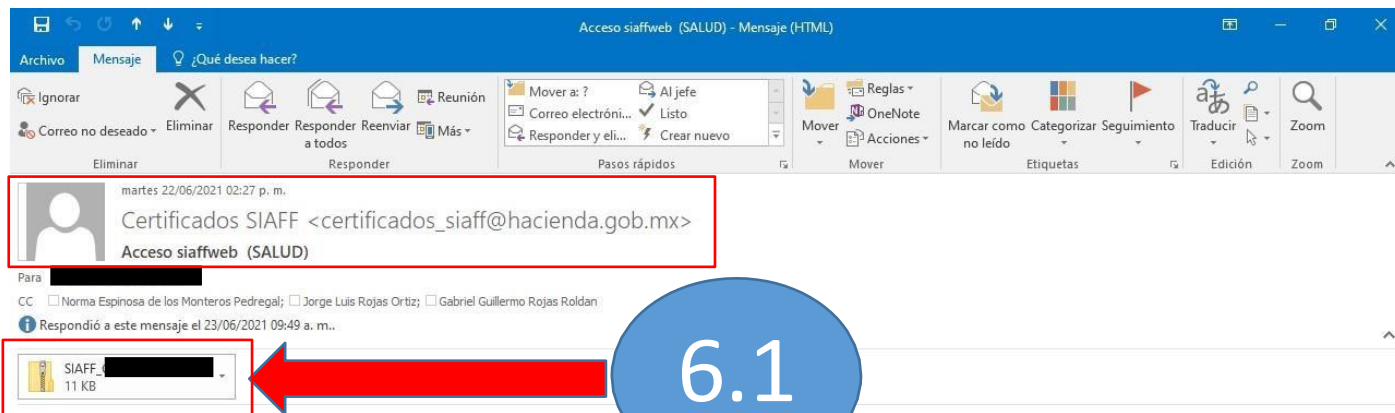 Acceso siaffweb (SALUD) - Mensaje (HTML)
Archivo Mensaje ¿Qué desea hacer?
Ignorar
Correo no deseado
Eliminar
Responder
Responder a todos
Reenviar
Reunión
Más
Mover a: ?
Al jefe
Correo electróni...
Listo
Responder y eli...
Crear nuevo
Mover
Reglas
OneNote
Acciones
Marcar como no leído
Categorizar
Seguimiento
Traducir
Zoom
Eliminar Responder Pasos rápidos Mover Etiquetas Edición Zoom
martes 22/06/2021 02:27 p. m.
Certificados SIAFF <certificados_siaff@hacienda.gob.mx>
Acceso siaffweb (SALUD)
Para
CC Norma Espinosa de los Monteros Pedregal; Jorge Luis Rojas Ortiz; Gabriel Guillermo Rojas Roldan
Respondió a este mensaje el 23/06/2021 09:49 a. m..
SIAFF_
11 KB
6.1